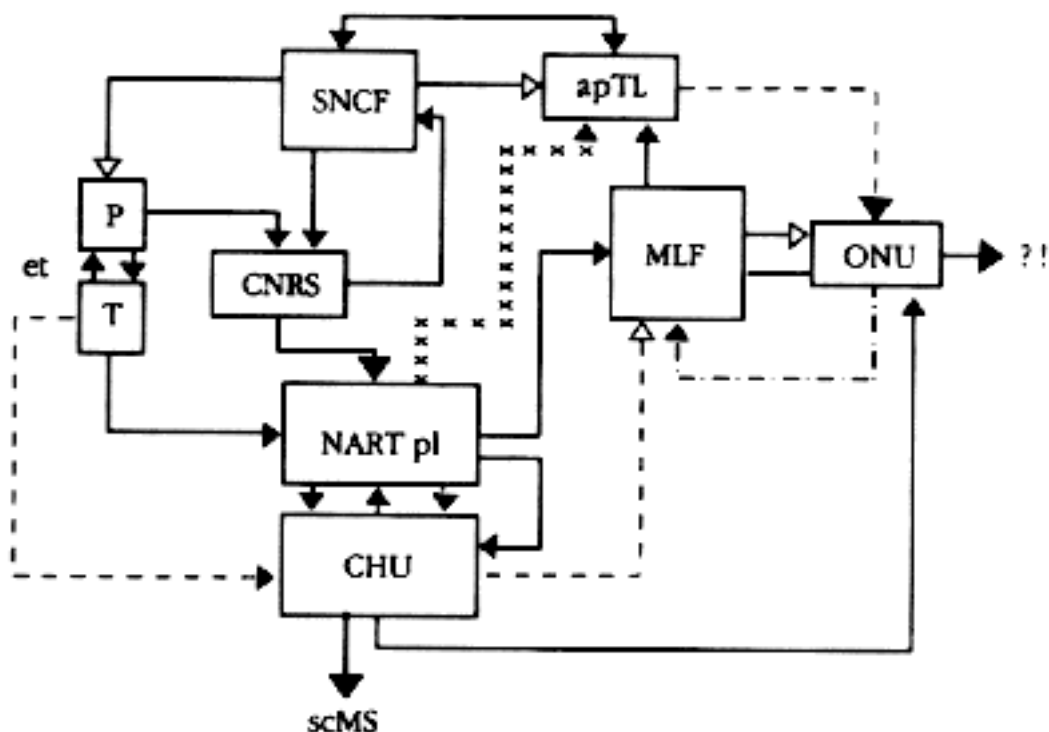 SNCF
apTL
P
MLF
ONU
?!
et
CNRS
T
NART pl
CHU
scMS